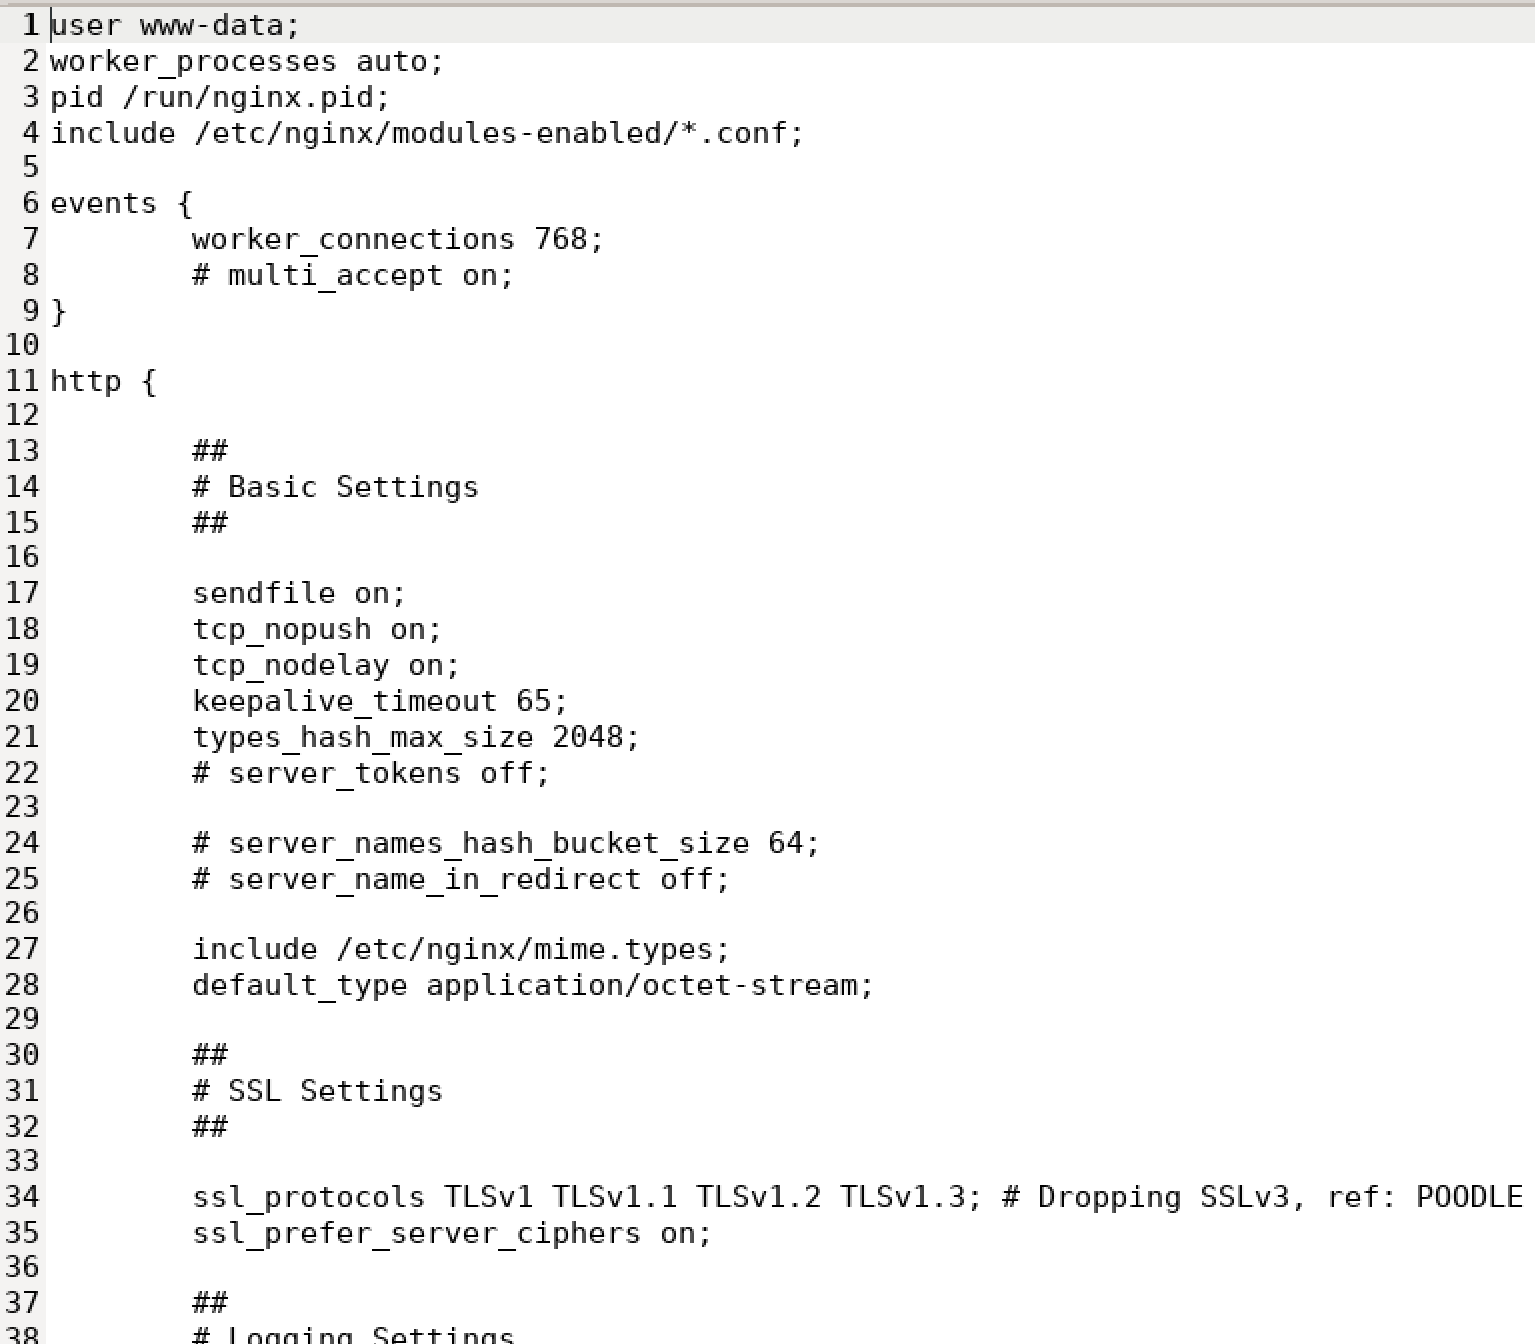 1 user www-data;
2 worker_processes auto;
3 pid /run/nginx.pid;
4 include /etc/nginx/modules-enabled/*.conf;
5
6 events {
7         worker_connections 768;
8         # multi_accept on;
9 }
10
11 http {
12
13         ##
14         # Basic Settings
15         ##
16
17         sendfile on;
18         tcp_nopush on;
19         tcp_nodelay on;
20         keepalive_timeout 65;
21         types_hash_max_size 2048;
22         # server_tokens off;
23
24         # server_names_hash_bucket_size 64;
25         # server_name_in_redirect off;
26
27         include /etc/nginx/mime.types;
28         default_type application/octet-stream;
29
30         ##
31         # SSL Settings
32         ##
33
34         ssl_protocols TLSv1 TLSv1.1 TLSv1.2 TLSv1.3; # Dropping SSLv3, ref: POODLE
35         ssl_prefer_server_ciphers on;
36
37         ##
38         # Logging Settings